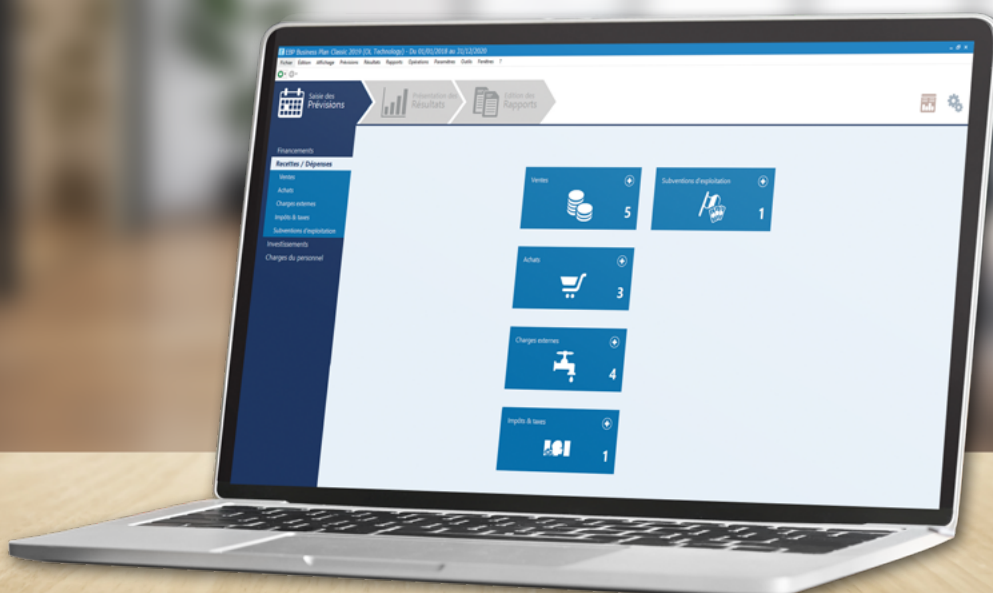 EBP Business Plan Classic 2019 (OL Technology) - Du 01/01/2018 au 31/12/2020
Fichier Edition Affichage Prévisions Résultats Rapports Opérations Paramètres Outils Fenêtres ?
Saisie des
Prévisions
Présentation des
Résultats
Edition des
Rapports
Financements
Recettes / Dépenses
Ventes
Achats
Charges externes
Impôts & taxes
Subventions d'exploitation
Investissements
Charges du personnel
Ventes
5
Subventions d'exploitation
1
Achats
3
Charges externes
4
Impôts & taxes
1